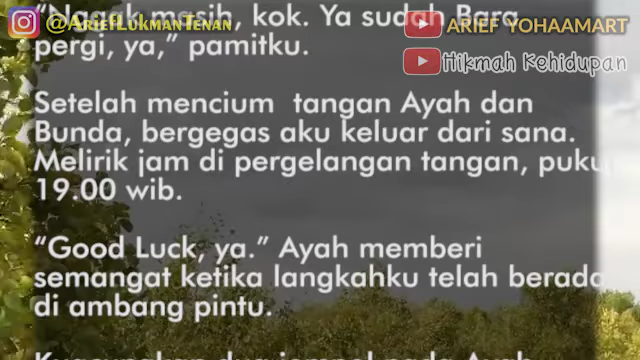 @AriefLukmanTenan
ARIEF YOHAAMART
Hikmah Kehidupan
masih, kok. Ya sudah Bara
pergi, ya,” pamitku.
Setelah mencium tangan Ayah dan
Bunda, bergegas aku keluar dari sana.
Melirik jam di pergelangan tangan, pukul
19.00 wib.
“Good Luck, ya.” Ayah memberi
semangat ketika langkahku telah berada
di ambang pintu.